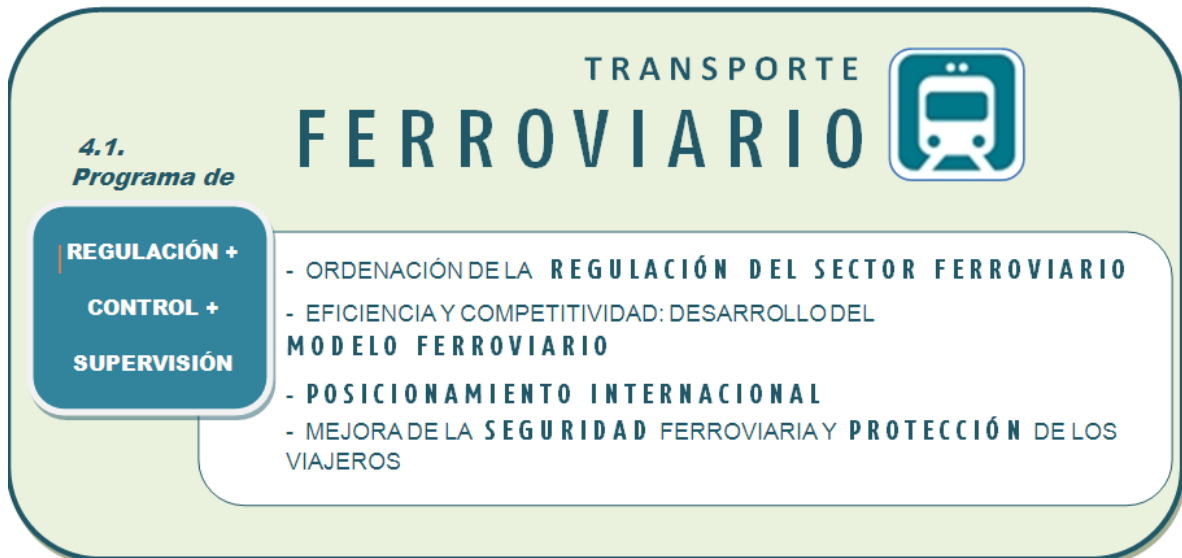 TRANSPORTE
FERROVIARIO
4.1.
Programa de
REGULACIÓN +
CONTROL +
SUPERVISIÓN
- ORDENACIÓN DE LA REGULACIÓN DEL SECTOR FERROVIARIO
- EFICIENCIA Y COMPETITIVIDAD: DESARROLLO DEL
MODELO FERROVIARIO
- POSICIONAMIENTO INTERNACIONAL
- MEJORA DE LA SEGURIDAD FERROVIARIA Y PROTECCIÓN DE LOS
VIAJEROS